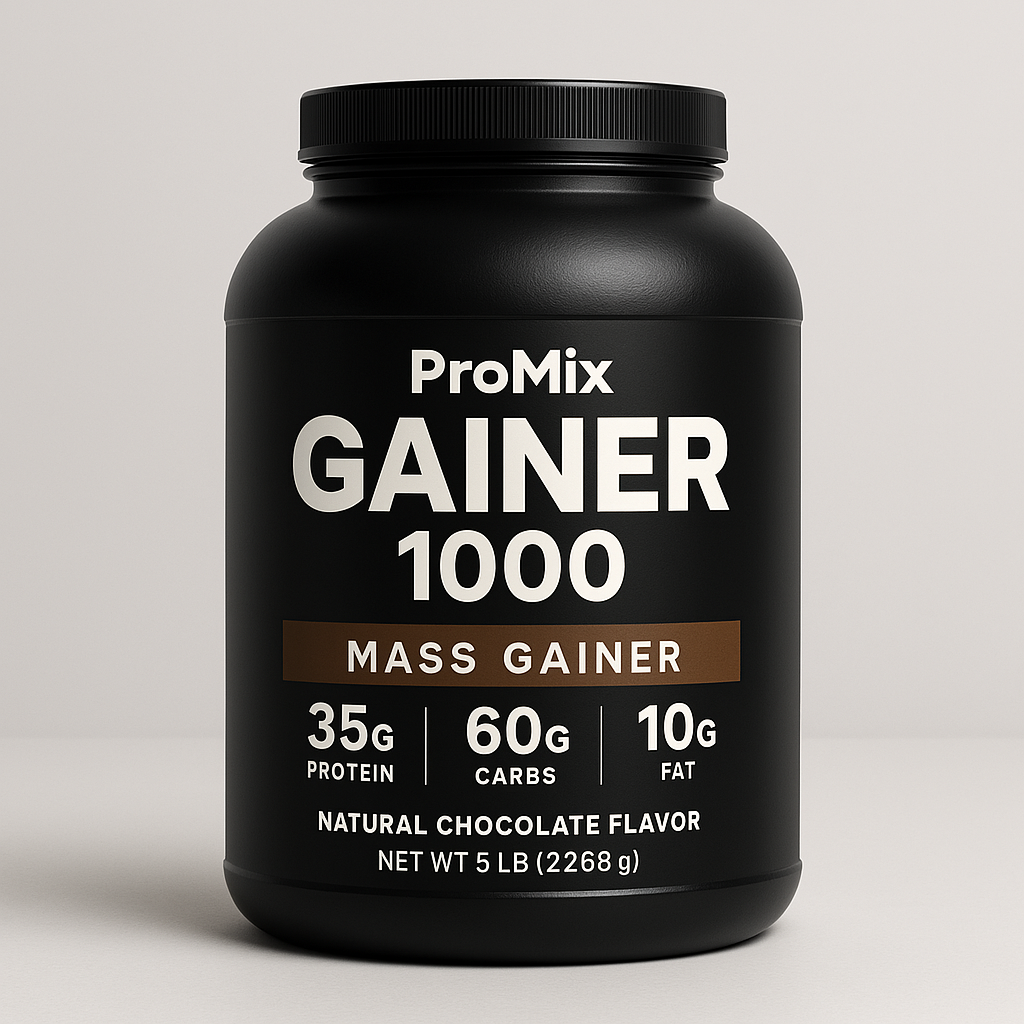 ProMix
GAINER
1000
MASS GAINER
35G 60G 10G
PROTEIN CARBS FAT
NATURAL CHOCOLATE FLAVOR
NET WT 5 LB (2268 g)